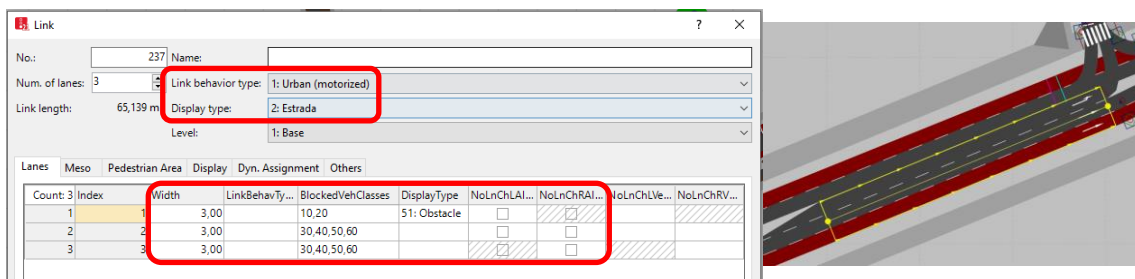 Link ? ×
No.: 237 Name:
Num. of lanes: 3 Link behavior type: 1: Urban (motorized)
Link length: 65,139 m Display type: 2: Estrada
Level: 1: Base
Lanes Meso Pedestrian Area Display Dyn. Assignment Others
Count: 3 Index Width LinkBehavTy... BlockedVehClasses DisplayType NoLnChLAl... NoLnChRAl... NoLnChLVe... NoLnChRV...
1 1 3,00 10,20 51: Obstacle
2 2 3,00 30,40,50,60
3 3 3,00 30,40,50,60